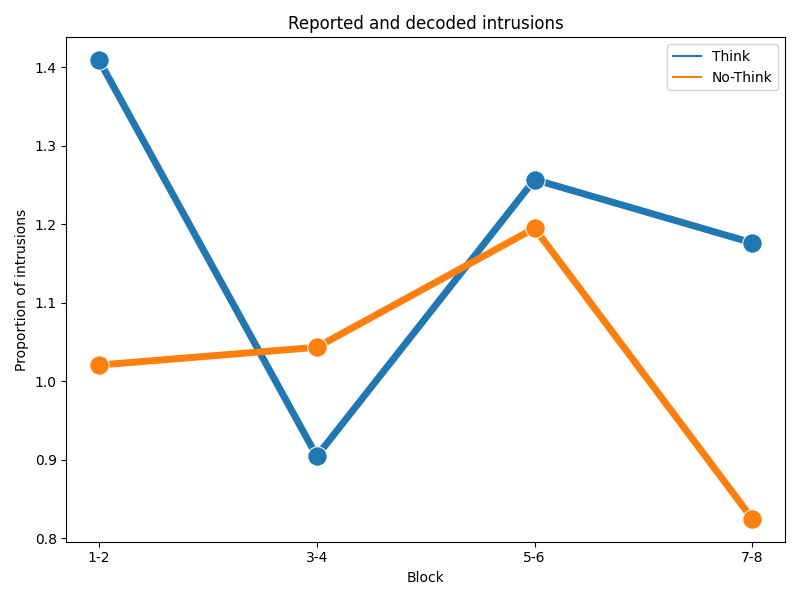 Reported and decoded intrusions
Think
No-Think
Proportion of intrusions
1.4
1.3
1.2
1.1
1.0
0.9
0.8
1-2
3-4
5-6
7-8
Block